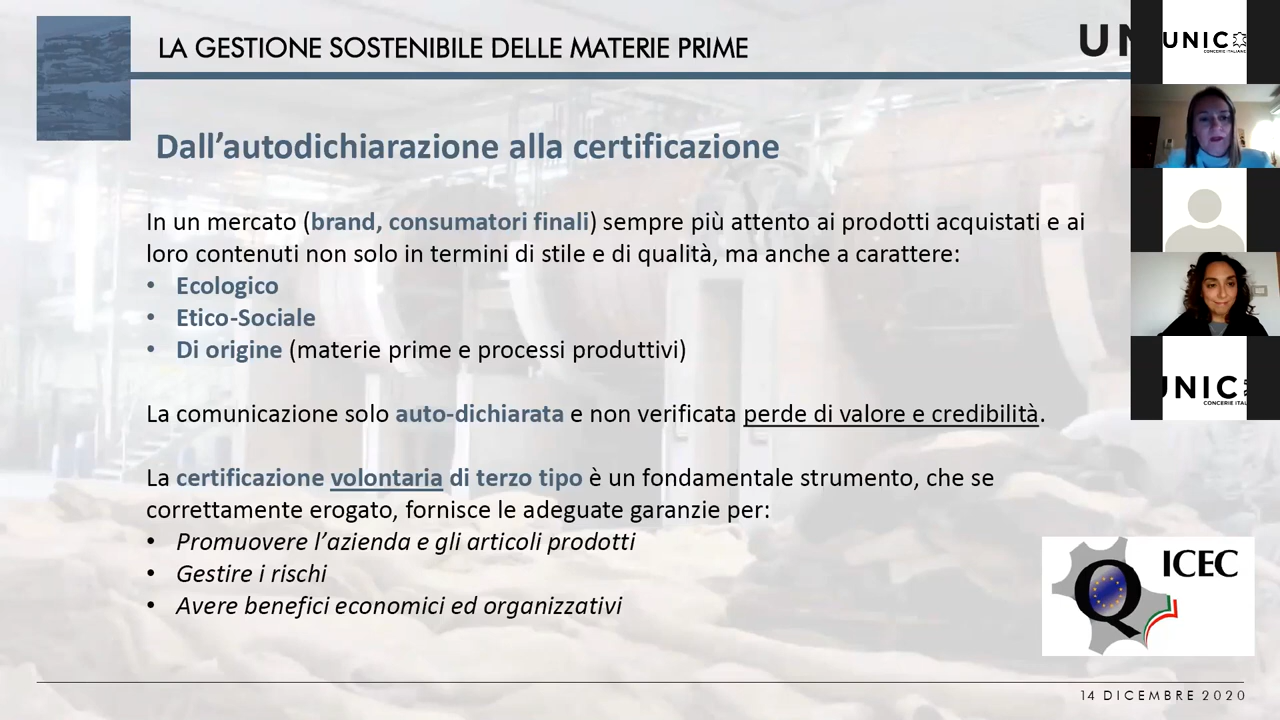 LA GESTIONE SOSTENIBILE DELLE MATERIE PRIME
UN
UNIC
CONCERIE ITALIANE
Dall’autodichiarazione alla certificazione
In un mercato (brand, consumatori finali) sempre più attento ai prodotti acquistati e ai
loro contenuti non solo in termini di stile e di qualità, ma anche a carattere:
• Ecologico
• Etico-Sociale
• Di origine (materie prime e processi produttivi)
UNIC
CONCERIE ITAL
La comunicazione solo auto-dichiarata e non verificata perde di valore e credibilità.
La certificazione volontaria di terzo tipo è un fondamentale strumento, che se
correttamente erogato, fornisce le adeguate garanzie per:
• Promuovere l’azienda e gli articoli prodotti
• Gestire i rischi
• Avere benefici economici ed organizzativi
ICEC
Q
14 DICEMBRE 2020